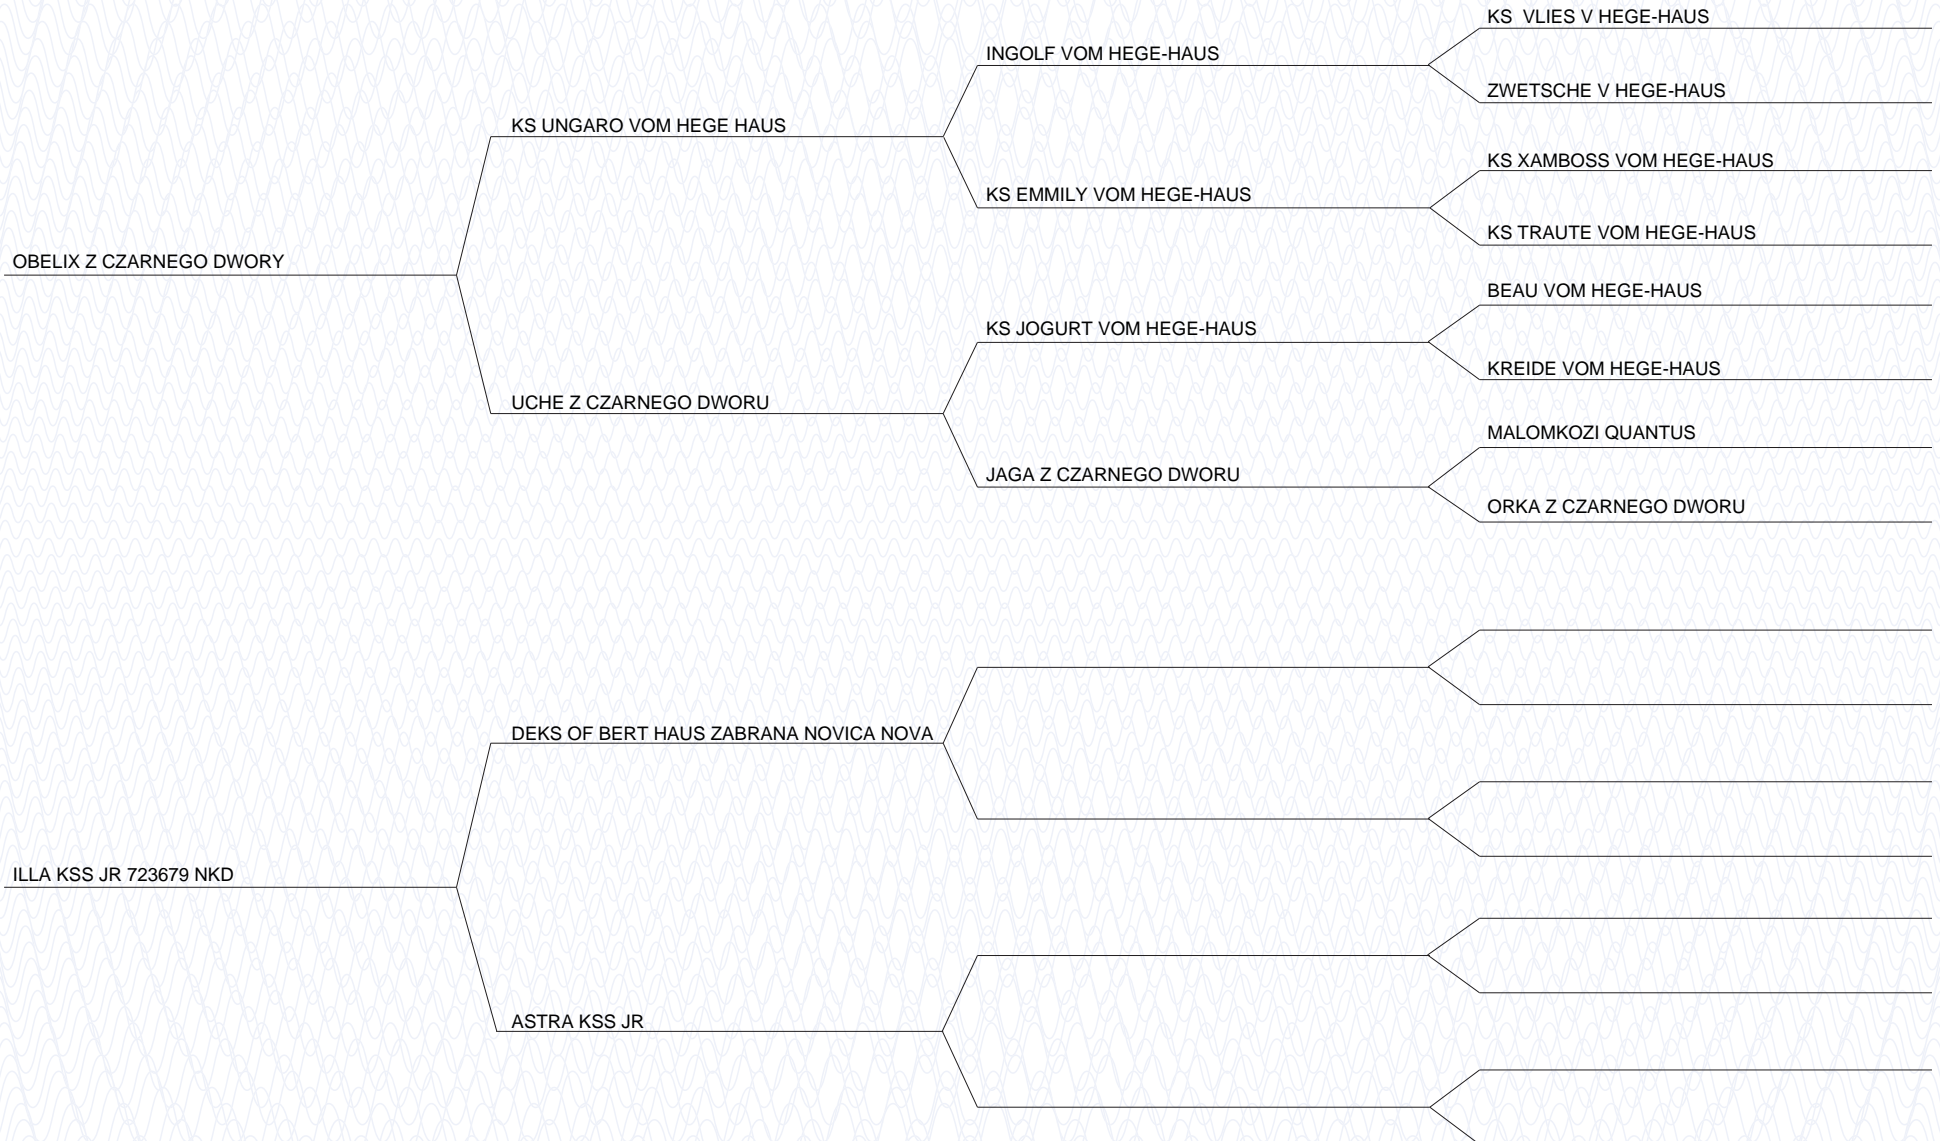 KS  VLIES V HEGE-HAUS
INGOLF VOM HEGE-HAUS
ZWETSCHE V HEGE-HAUS
KS UNGARO VOM HEGE HAUS
KS XAMBOSS VOM HEGE-HAUS
KS EMMILY VOM HEGE-HAUS
KS TRAUTE VOM HEGE-HAUS
OBELIX Z CZARNEGO DWORY
BEAU VOM HEGE-HAUS
KS JOGURT VOM HEGE-HAUS
KREIDE VOM HEGE-HAUS
UCHE Z CZARNEGO DWORU
MALOMKOZI QUANTUS
JAGA Z CZARNEGO DWORU
ORKA Z CZARNEGO DWORU
DEKS OF BERT HAUS ZABRANA NOVICA NOVA
ILLA KSS JR 723679 NKD
ASTRA KSS JR